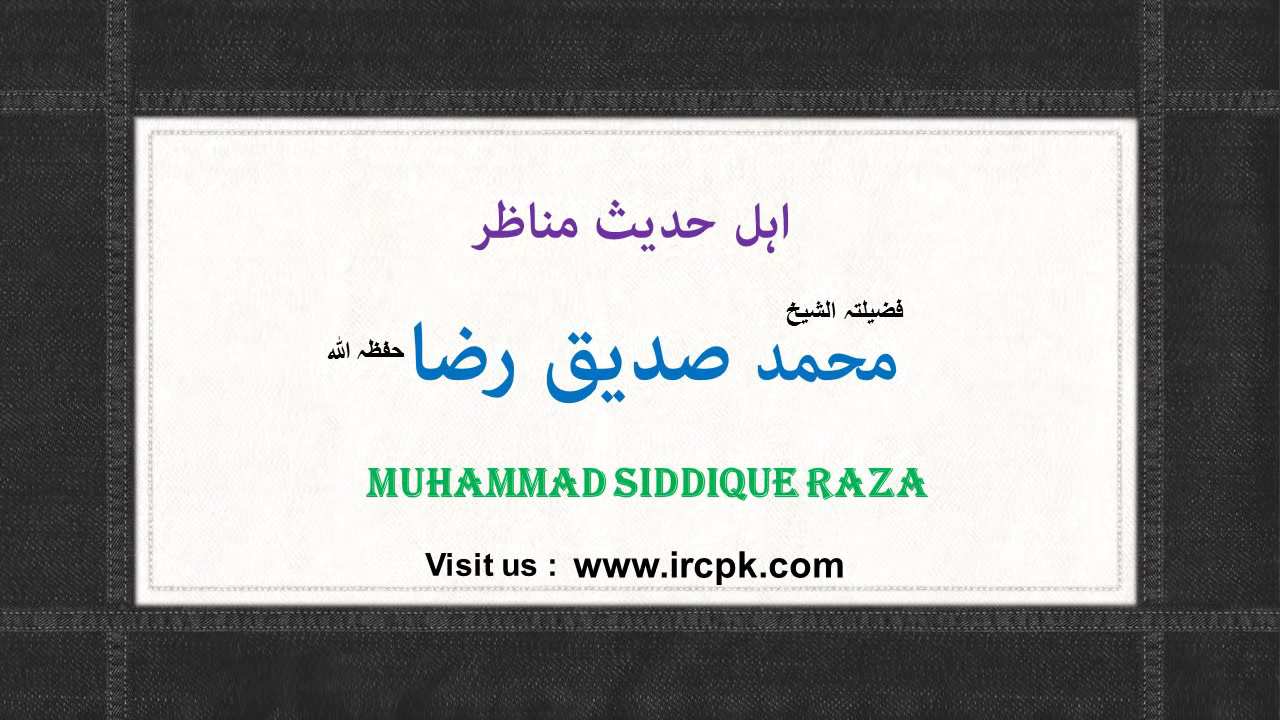 اہل حدیث مناظر
فضیلتہ الشیخ
محمد صدیق رضا حفظہ اللہ
MUHAMMAD SIDDIQUE RAZA
Visit us : www.ircpk.com